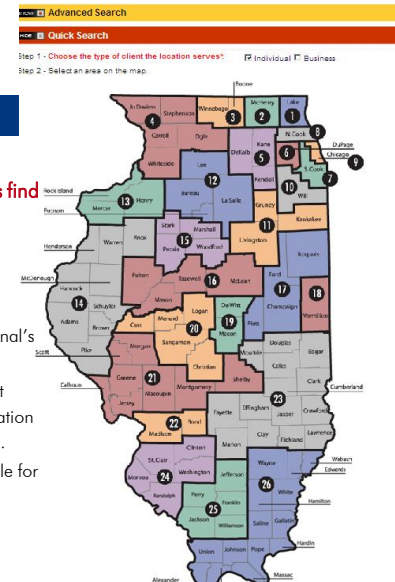 Advanced Search
HIDE Quick Search
Step 1 - Choose the type of client the location serves*: Individual Business
Step 2 - Select an area on the map.
s find
nal's
t
ation
.
le for
Boone
Jo Daviess
Stephenson
Winnebago
McHenry
Lake
4
3
2
1
Carroll
Ogle
DeKalb
Kane
N. Cook
8
DuPage
Chicago
9
5
6
S. Cook
7
Whiteside
Lee
12
Kendall
10
Will
Rock Island
Mercer
13
Henry
Bureau
La Salle
Grundy
Putnam
11
Kankakee
Stark
Marshall
Livingston
15
Henderson
Warren
Knox
Peoria
Woodford
Iroquois
McDonough
Fulton
Tazewell
16
McLean
Ford
Hancock
14
Schuyler
Mason
17
18
Logan
DeWitt
Champaign
Vermilion
Adams
Brown
Cass
Menard
20
19
Macon
Piatt
Scott
Pike
Morgan
Sangamon
Douglas
Edgar
Christian
Moultrie
Coles
21
Shelby
Clark
Cumberland
Calhoun
Greene
Macoupin
Montgomery
23
Jersey
Fayette
Effingham
Jasper
Crawford
22
Bond
Madison
Clay
Richland
Lawrence
Clinton
Marion
St.Clair
Wabash
24
Washington
Jefferson
Wayne
Edwards
Monroe
26
White
Randolph
Perry
Franklin
Hamilton
25
Jackson
Williamson
Saline
Gallatin
Hardin
Union
Johnson
Pope
Alexander
Massac